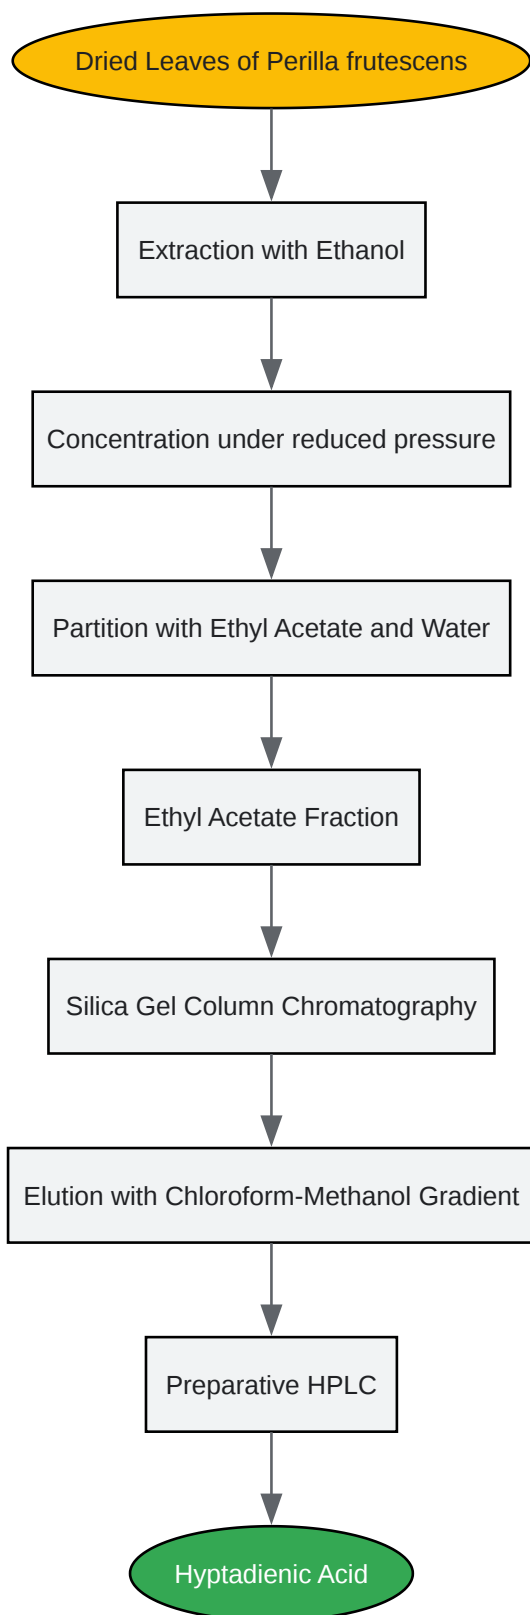 Dried Leaves of Perilla frutescens
Extraction with Ethanol
Concentration under reduced pressure
Partition with Ethyl Acetate and Water
Ethyl Acetate Fraction
Silica Gel Column Chromatography
Elution with Chloroform-Methanol Gradient
Preparative HPLC
Hyptadienic Acid